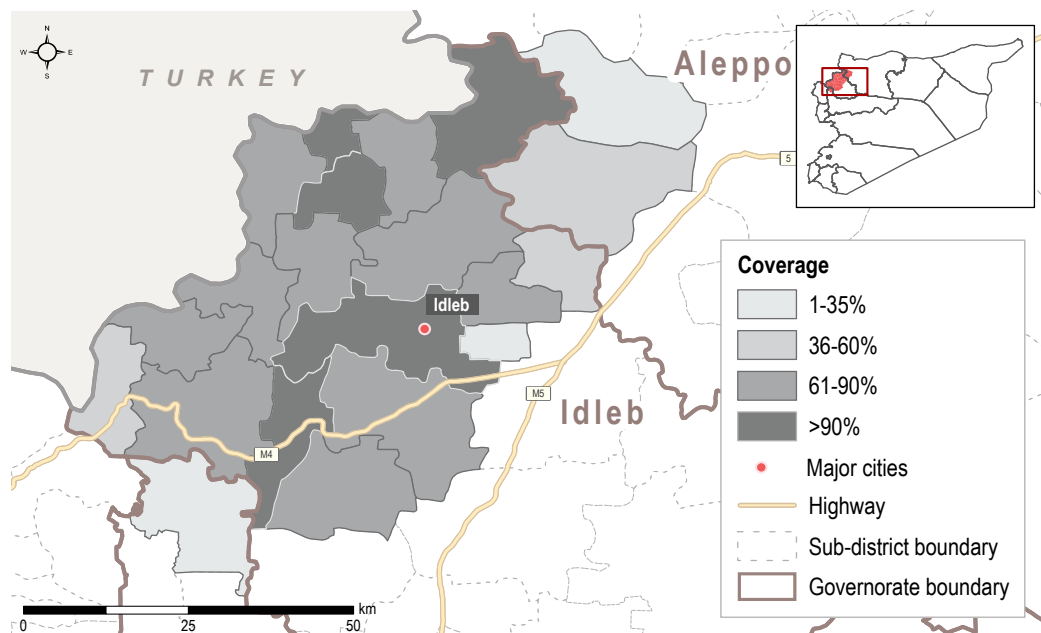 N
W E
S
TURKEY
Aleppo
5
Idleb
M5
Idleb
M4
Coverage
1-35%
36-60%
61-90%
>90%
Major cities
Highway
Sub-district boundary
Governorate boundary
km
0 25 50